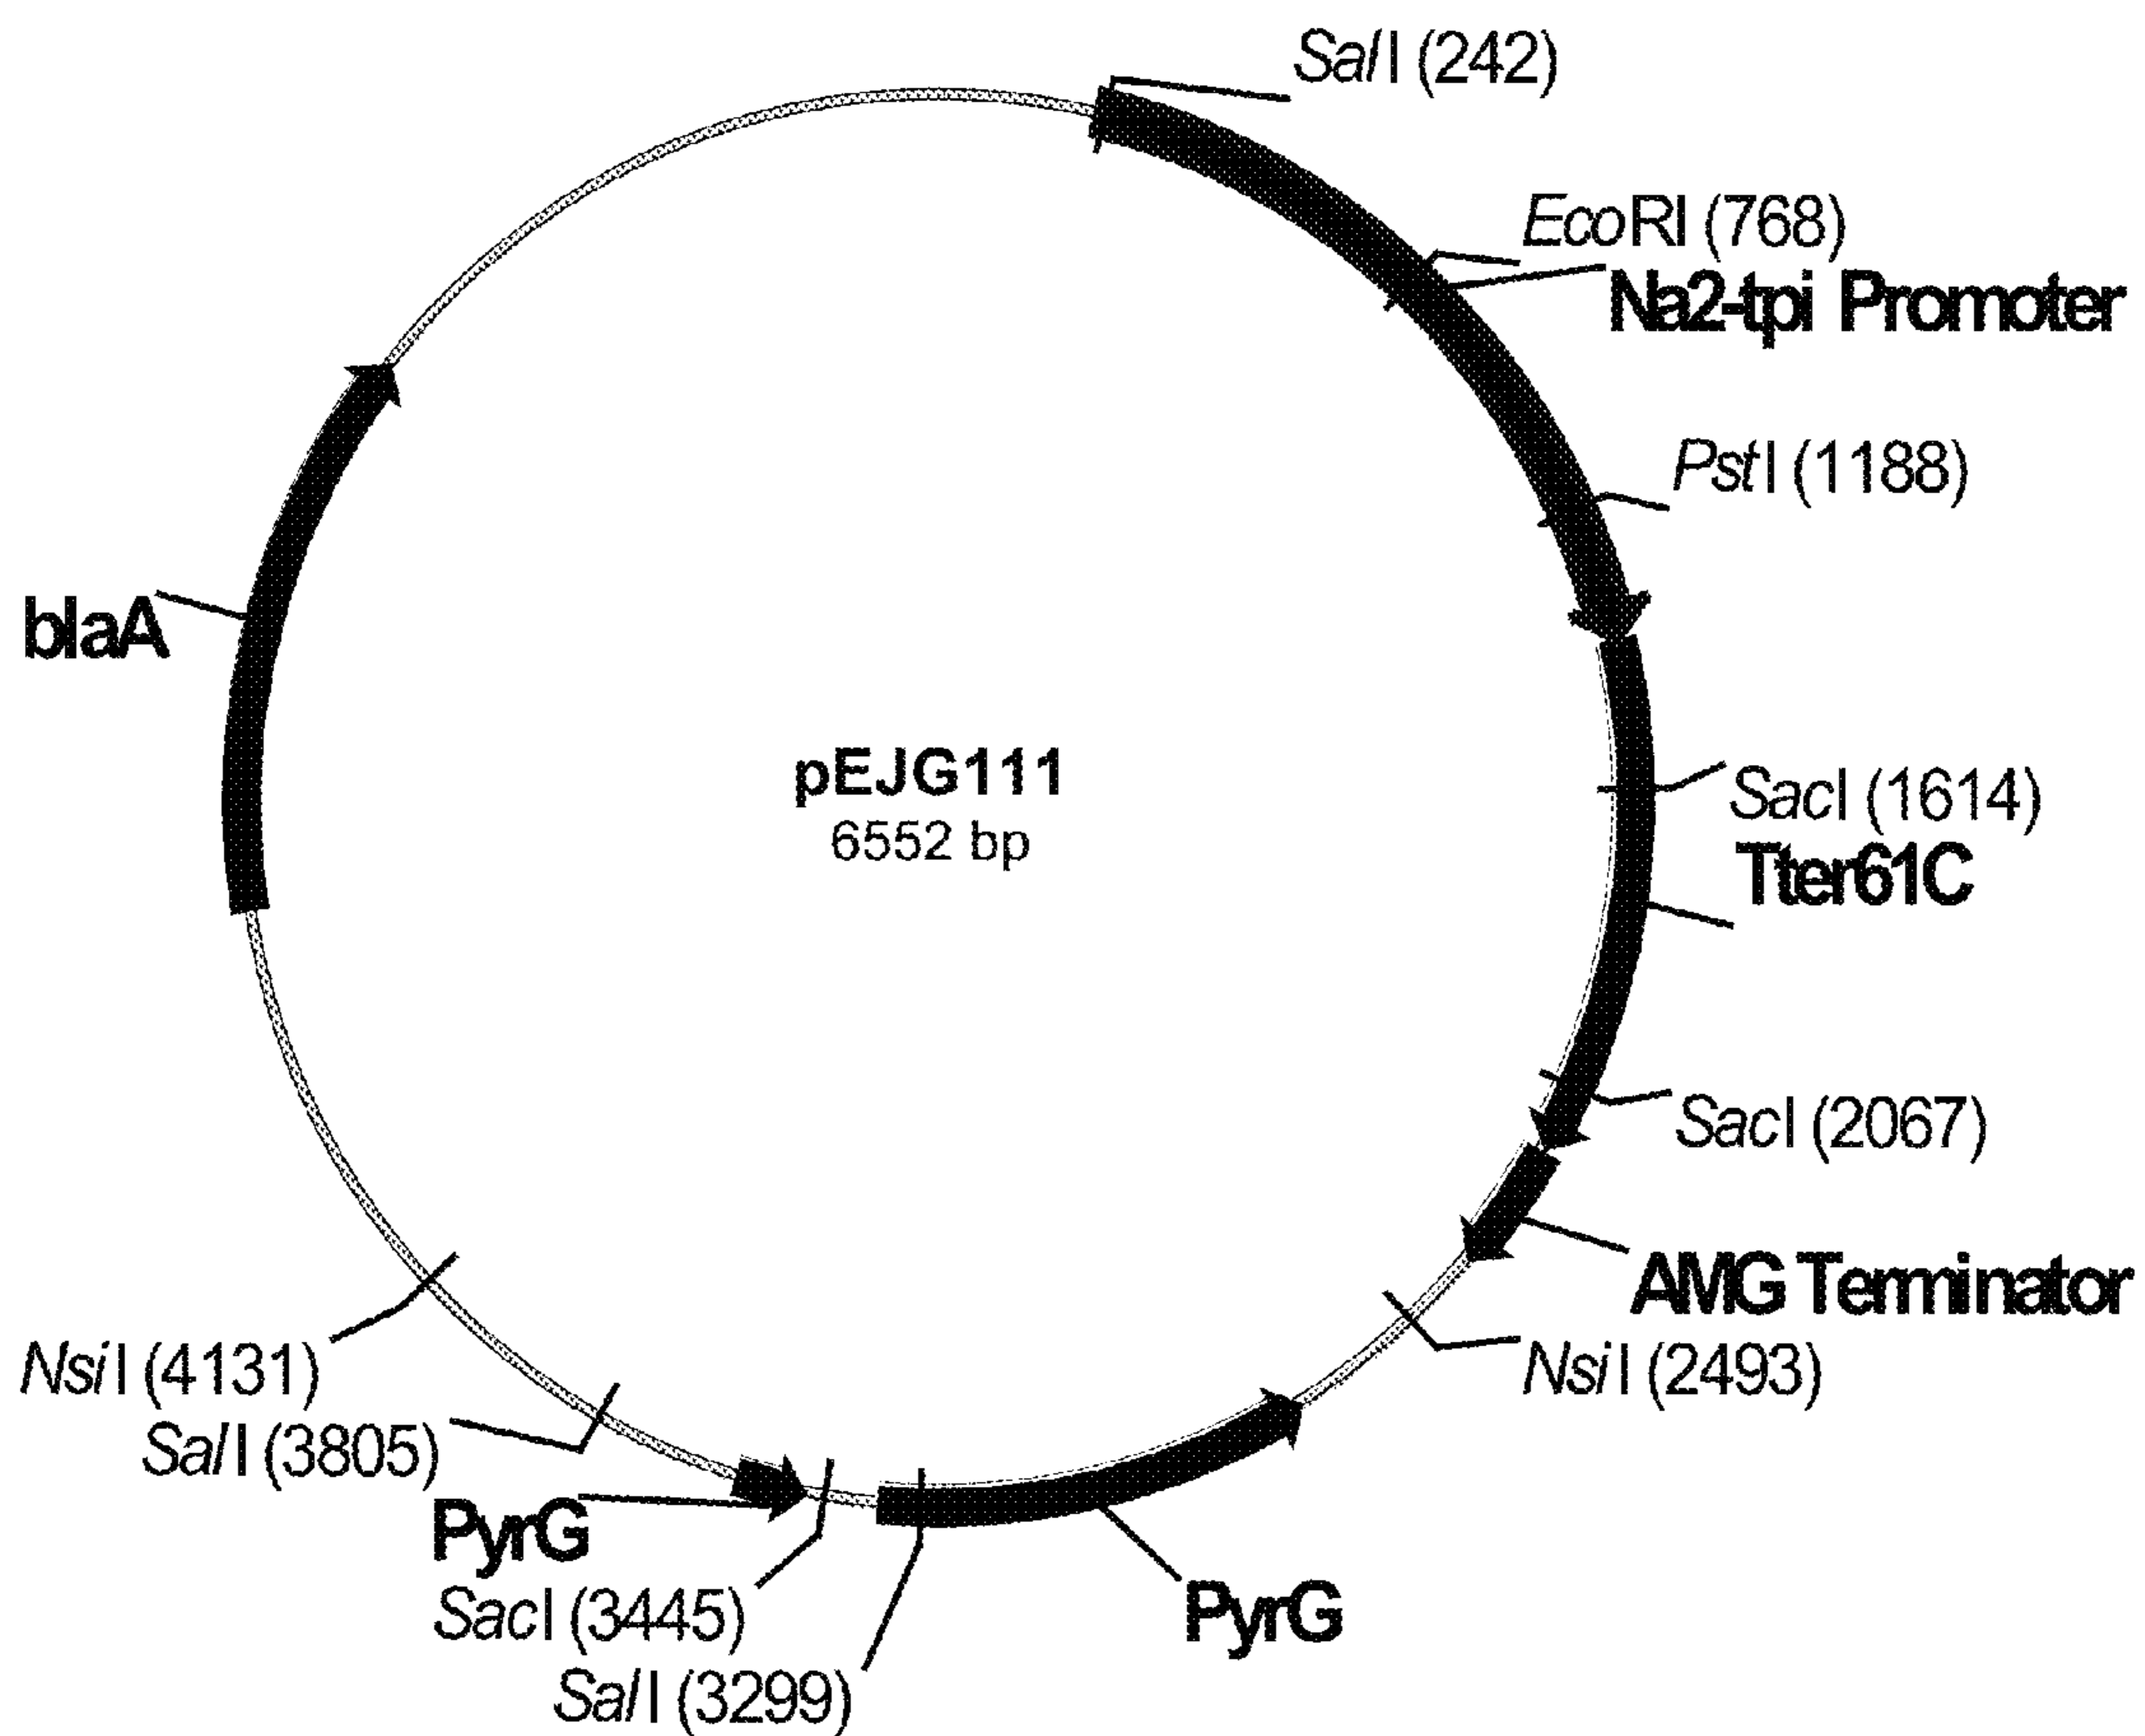 SalI (242)
EcoRI (768)
Na2-tpi Promoter
PstI (1188)
blaA
pEJG111
6552 bp
SacI (1614)
Tter61C
SacI (2067)
AMG Terminator
NsiI (4131)
NsiI (2493)
SalI (3805)
PyrG
SacI (3445)
PyrG
SalI (3299)